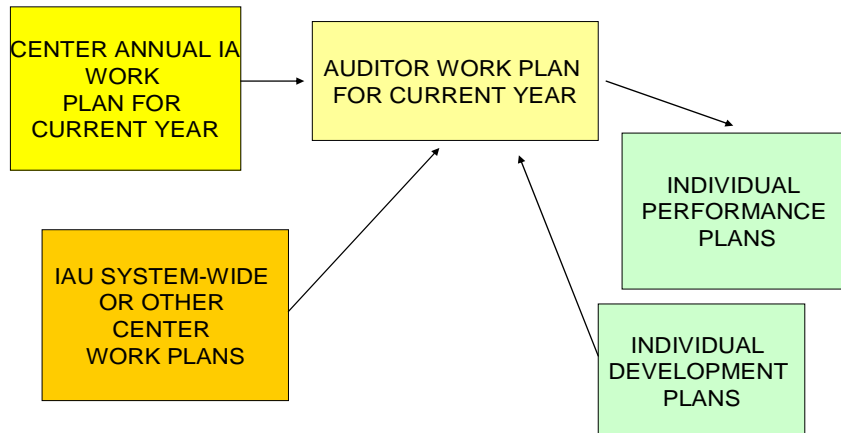 CENTER ANNUAL IA
WORK
PLAN FOR
CURRENT YEAR
AUDITOR WORK PLAN
FOR CURRENT YEAR
INDIVIDUAL
PERFORMANCE
PLANS
IAU SYSTEM-WIDE
OR OTHER
CENTER
WORK PLANS
INDIVIDUAL
DEVELOPMENT
PLANS